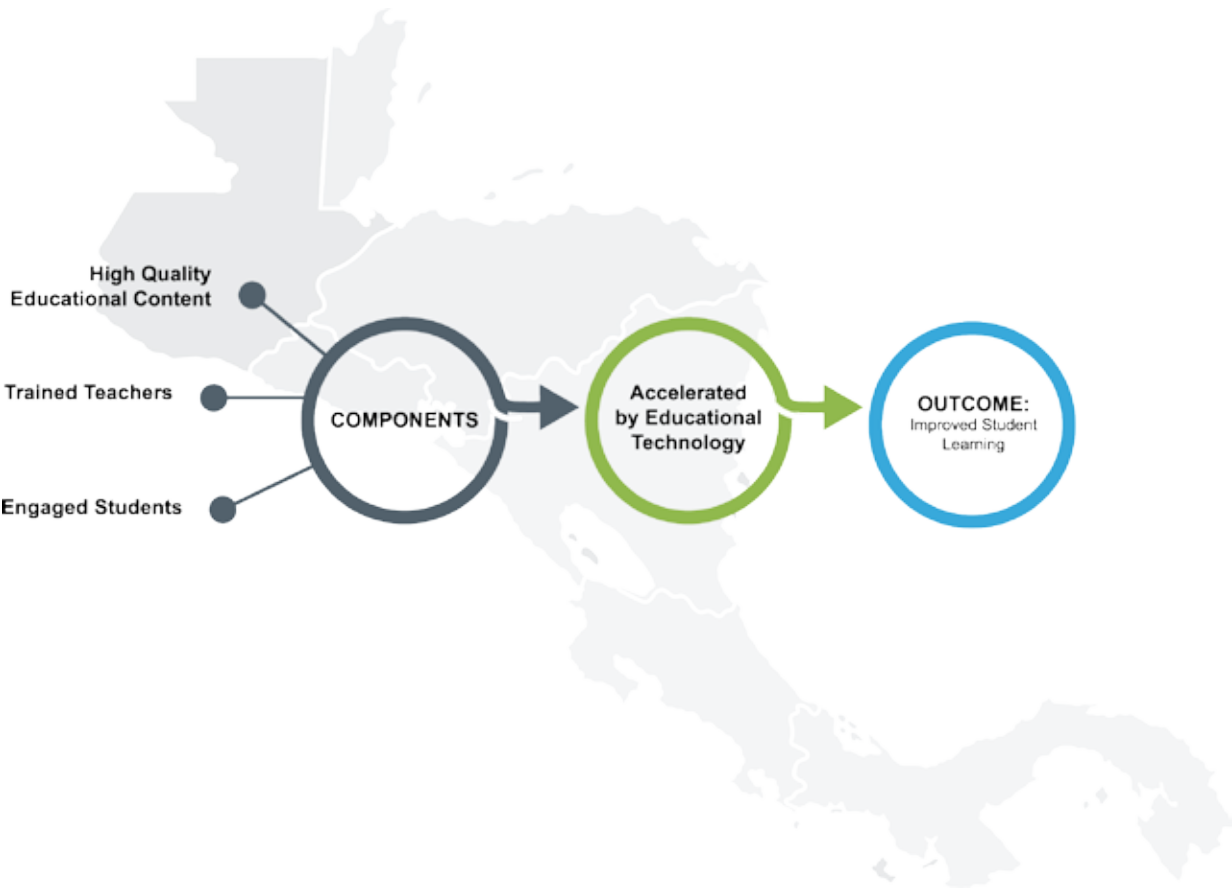 High Quality
Educational Content
Trained Teachers
Engaged Students
COMPONENTS
Accelerated
by Educational
Technology
OUTCOME:
Improved Student
Learning